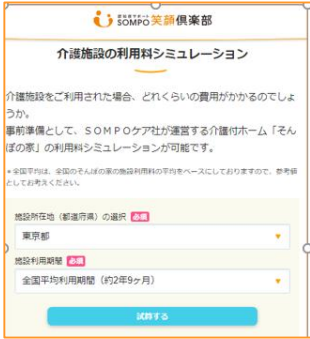 認知症サポート
SOMPO笑顔倶楽部
介護施設の利用料シミュレーション
介護施設をご利用された場合、どれくらいの費用がかかるのでしょ
うか。
事前準備として、ＳＯＭＰＯケア社が運営する介護付ホーム「そん
ぽの家」の利用料シミュレーションが可能です。
＊全国平均は、全国のそんぽの家の施設利用料の平均をベースにしておりますので、参考値
としてお考えください。
施設所在地（都道府県）の選択 必須
東京都
施設利用期間 必須
全国平均利用期間（約2年9ヶ月）
試算する